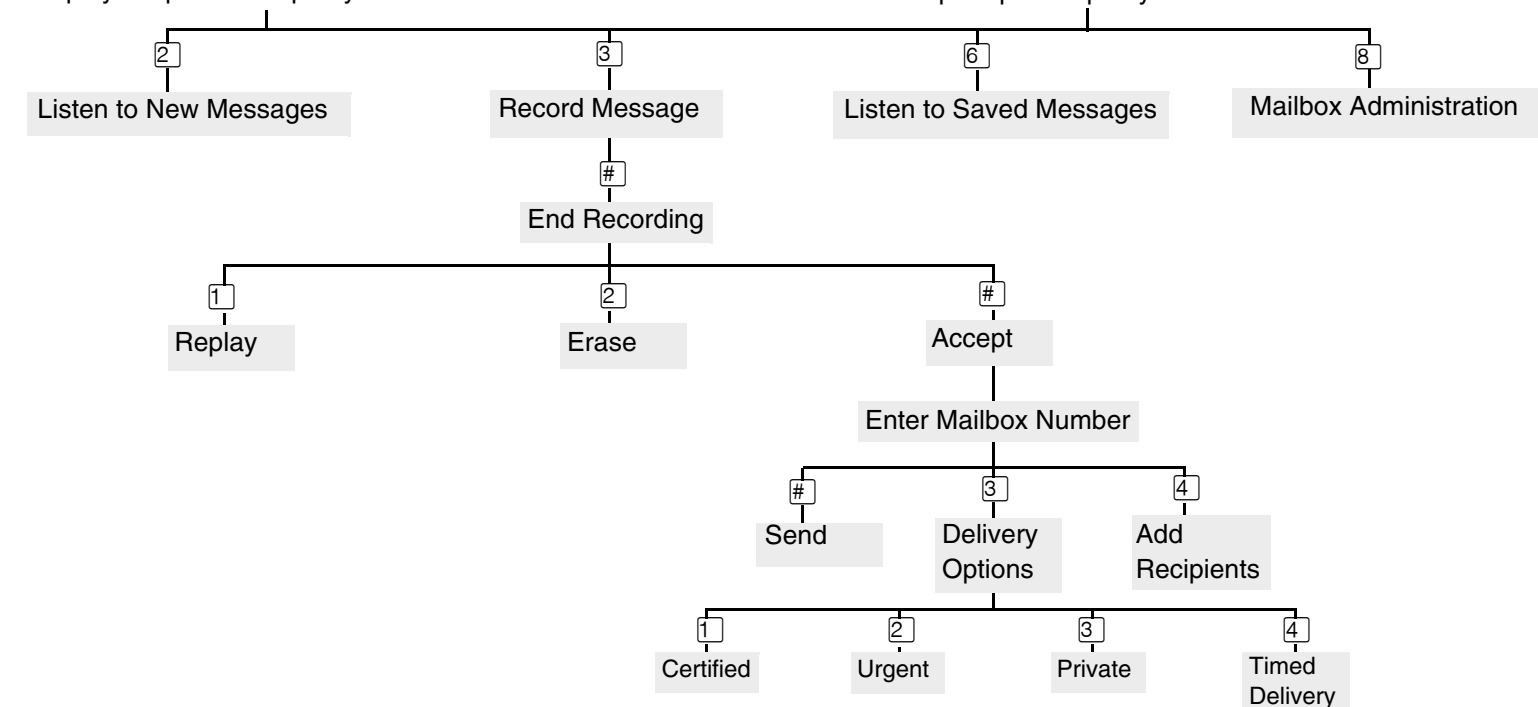 2
3
6
8
Listen to New Messages
Record Message
Listen to Saved Messages
Mailbox Administration
#
End Recording
1
2
#
Replay
Erase
Accept
Enter Mailbox Number
#
3
4
Send
Delivery
Options
Add
Recipients
1
2
3
4
Certified
Urgent
Private
Timed
Delivery